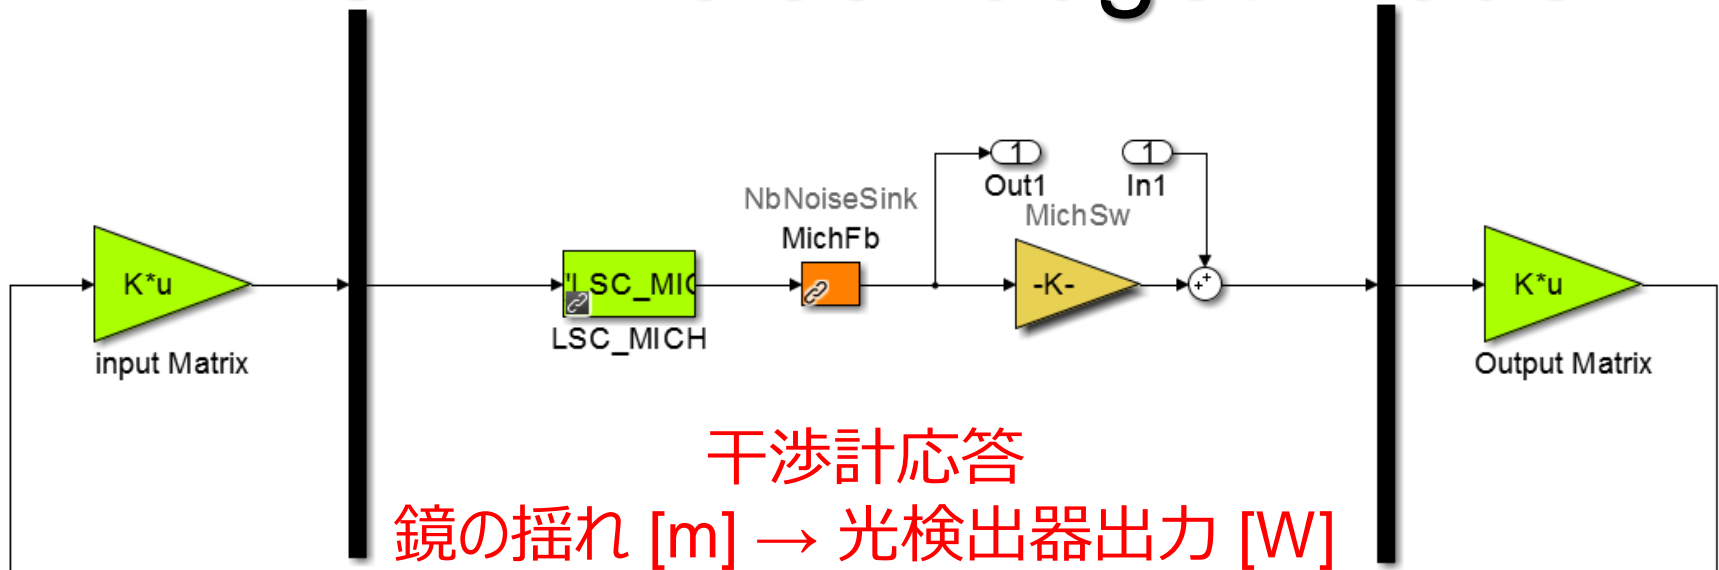 1
Out1
1
In1
NbNoiseSink
MichFb
MichSw
K*u
input Matrix
'LSC_MIC
LSC_MICH
-K-
++
K*u
Output Matrix
干渉計応答
鏡の揺れ [m] → 光検出器出力 [W]